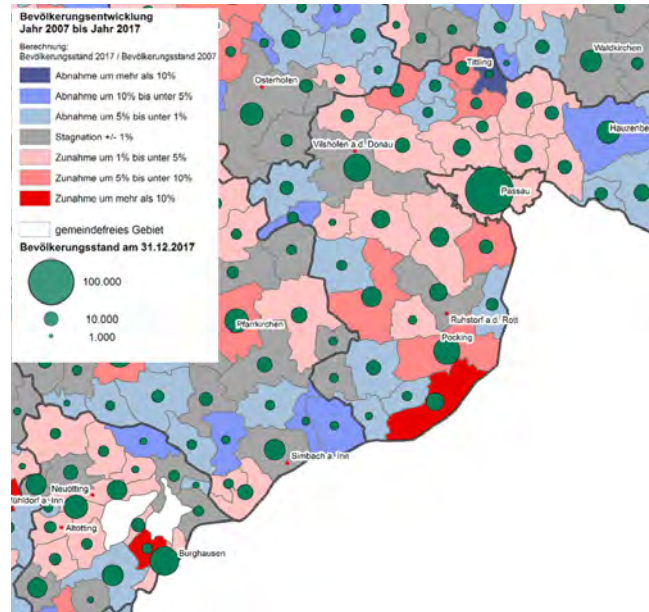 Bevölkerungsentwicklung
Jahr 2007 bis Jahr 2017
Berechnung:
Bevölkerungsstand 2017 / Bevölkerungsstand 2007
Abnahme um mehr als 10%
Abnahme um 10% bis unter 5%
Abnahme um 5% bis unter 1%
Stagnation +/- 1%
Zunahme um 1% bis unter 5%
Zunahme um 5% bis unter 10%
Zunahme um mehr als 10%
gemeindefreies Gebiet
Bevölkerungsstand am 31.12.2017
100.000
10.000
1.000
Waldkirchen
Tittling
Osterhofen
Hauzenbe
Vilshofen a.d. Donau
Passau
Ruhstorf a.d. Rott
Pfarrkirchen
Pocking
Simbach a. Inn
Neuötting
ühldorf a. Inn
Altötting
Burghausen